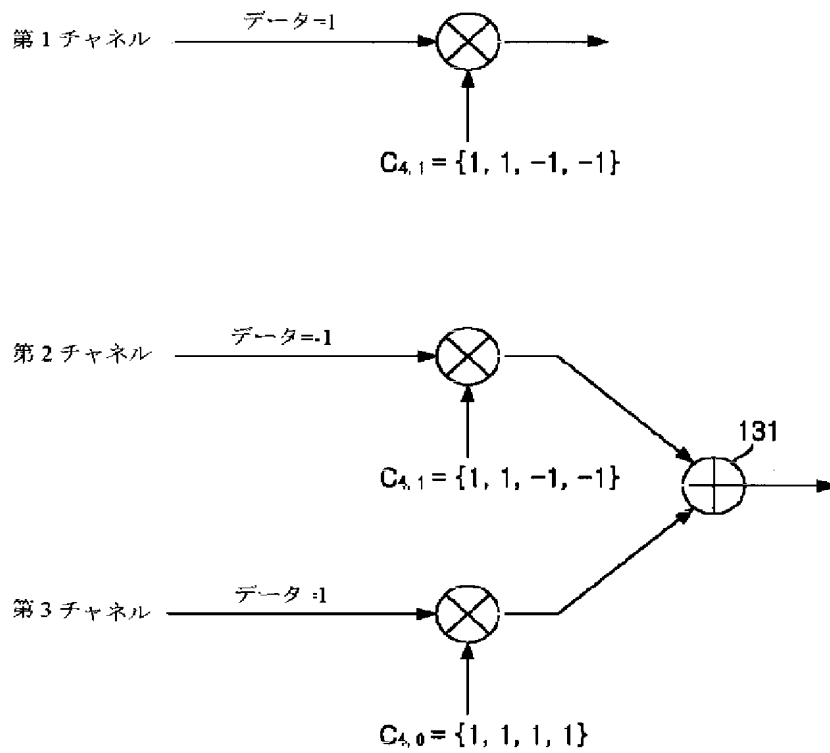 データ=1
第1チャネル
C4,1 = {1, 1, -1, -1}
データ=-1
第2チャネル
131
C4,1 = {1, 1, -1, -1}
データ=1
第3チャネル
C4,0 = {1, 1, 1, 1}